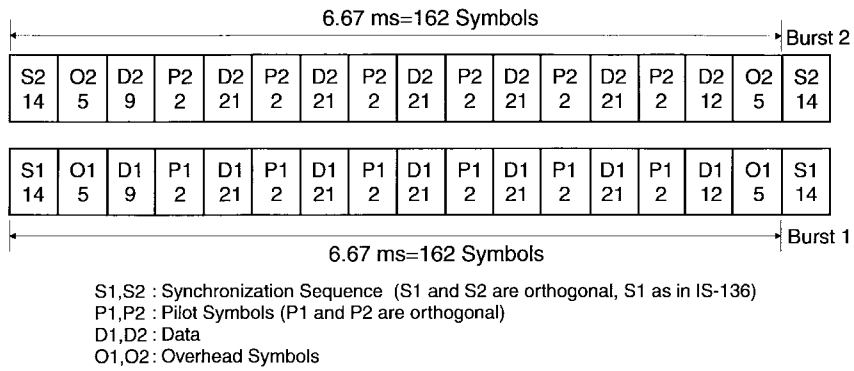 6.67 ms=162 Symbols
Burst 2
S2 O2 D2 P2 D2 P2 D2 P2 D2 P2 D2 P2 D2 P2 D2 O2 S2
14 5 9 2 21 2 21 2 21 2 21 2 21 2 12 5 14
S1 O1 D1 P1 D1 P1 D1 P1 D1 P1 D1 P1 D1 P1 D1 O1 S1
14 5 9 2 21 2 21 2 21 2 21 2 21 2 12 5 14
Burst 1
6.67 ms=162 Symbols
S1,S2 : Synchronization Sequence (S1 and S2 are orthogonal, S1 as in IS-136)
P1,P2 : Pilot Symbols (P1 and P2 are orthogonal)
D1,D2 : Data
O1,O2 : Overhead Symbols